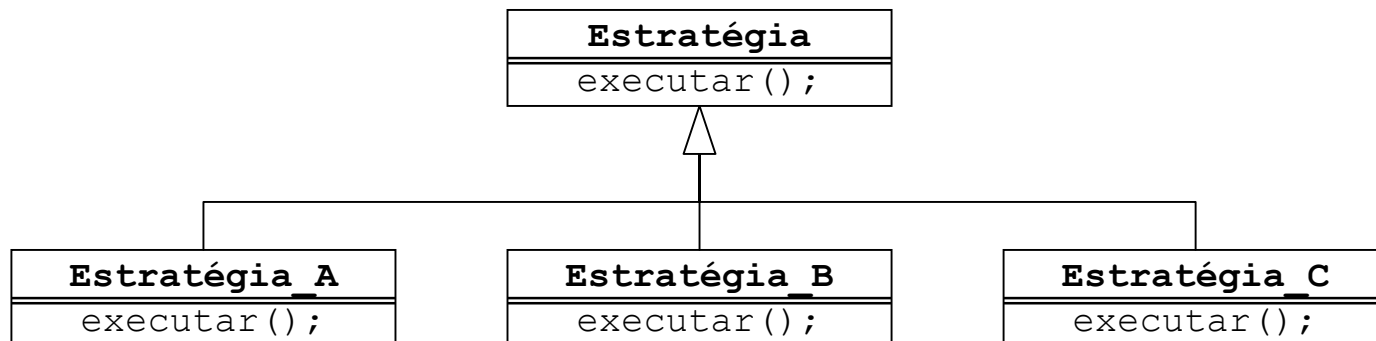 Estratégia
executar();
Estratégia_A
executar();
Estratégia_B
executar();
Estratégia_C
executar();